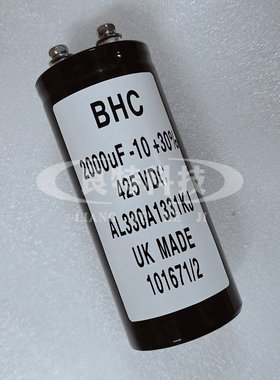 BHC
2000uF -10 +30%
425 VDC
AL330A1331KJ
UK MADE
101671/2